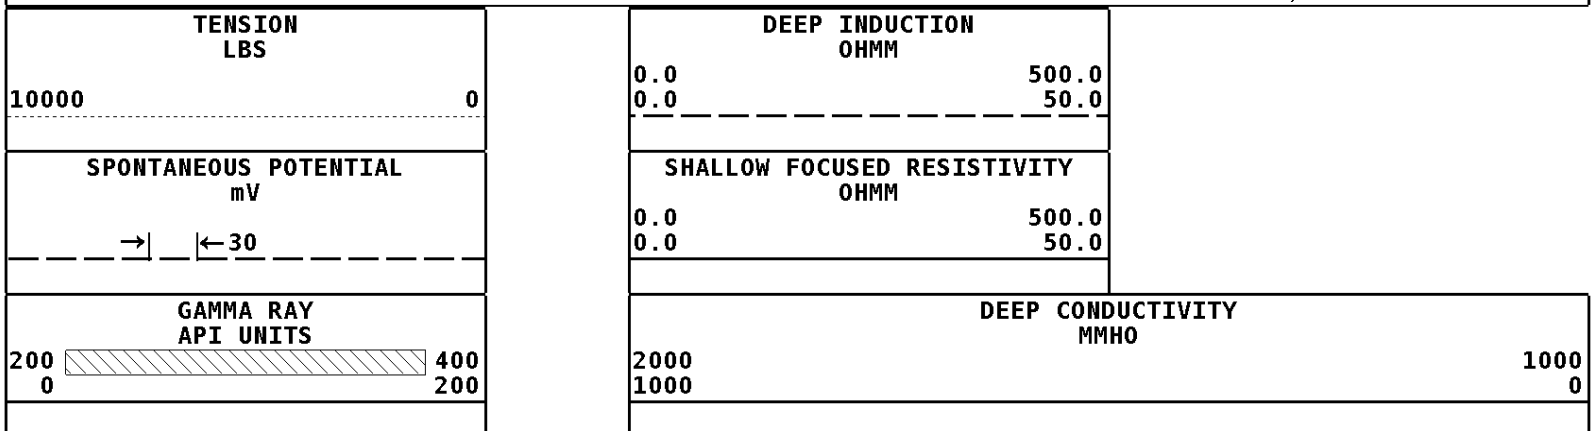 TENSION
LBS
10000 0
SPONTANEOUS POTENTIAL
mV
→| |←30
GAMMA RAY
API UNITS
200 400
0 200
DEEP INDUCTION
OHMM
0.0 500.0
0.0 50.0
SHALLOW FOCUSED RESISTIVITY
OHMM
0.0 500.0
0.0 50.0
DEEP CONDUCTIVITY
MMHO
2000 1000
1000 0